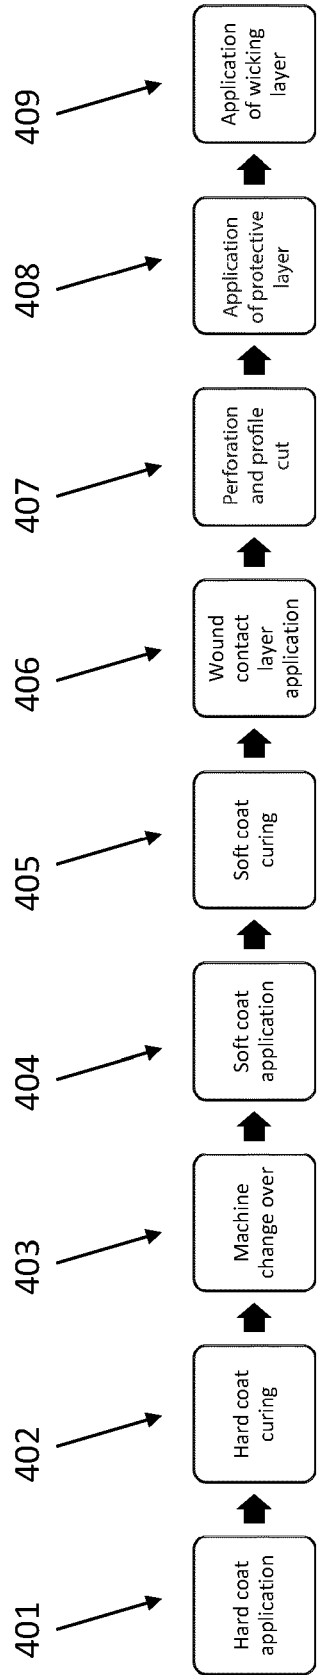 401
402
403
404
405
406
407
408
409
Hard coat
application
Hard coat
curing
Machine
change over
Soft coat
application
Soft coat
curing
Wound
contact
layer
application
Perforation
and profile
cut
Application
of protective
layer
Application
of wicking
layer